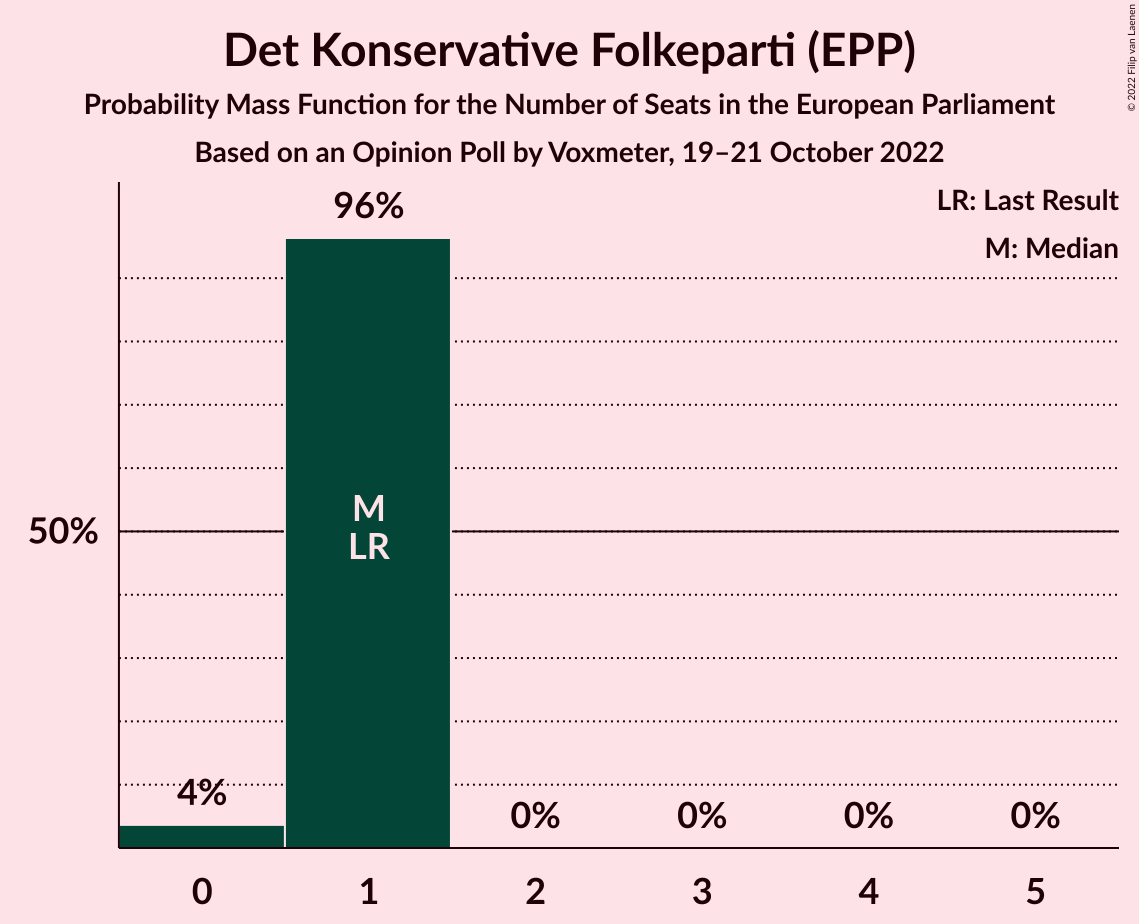 Det Konservative Folkeparti (EPP)
Probability Mass Function for the Number of Seats in the European Parliament
Based on an Opinion Poll by Voxmeter, 19–21 October 2022
© 2022 Filip van Laenen
LR: Last Result
M: Median
96%
M
LR
50%
4%
0%
0%
0%
0%
0
1
2
3
4
5